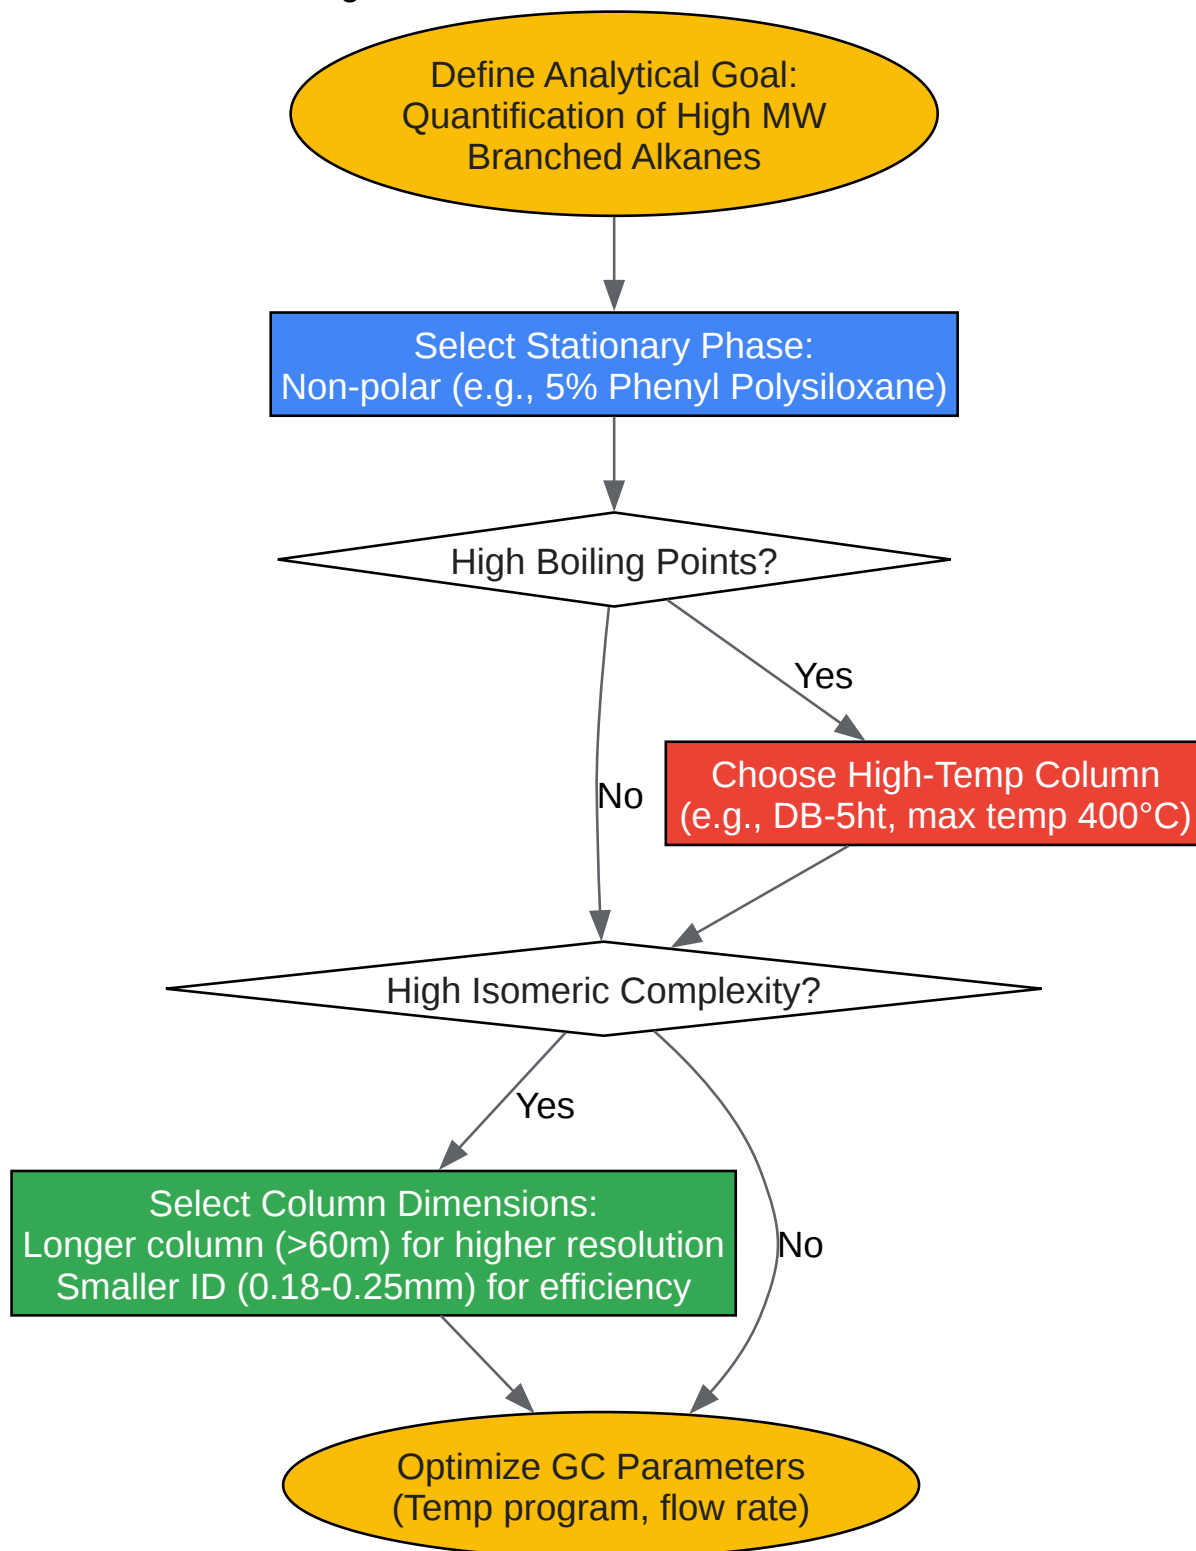 Define Analytical Goal:
Quantification of High MW
Branched Alkanes
Select Stationary Phase:
Non-polar (e.g., 5% Phenyl Polysiloxane)
High Boiling Points?
Yes
No
Choose High-Temp Column
(e.g., DB-5ht, max temp 400°C)
High Isomeric Complexity?
Yes
Select Column Dimensions:
Longer column (>60m) for higher resolution
Smaller ID (0.18-0.25mm) for efficiency
No
Optimize GC Parameters
(Temp program, flow rate)